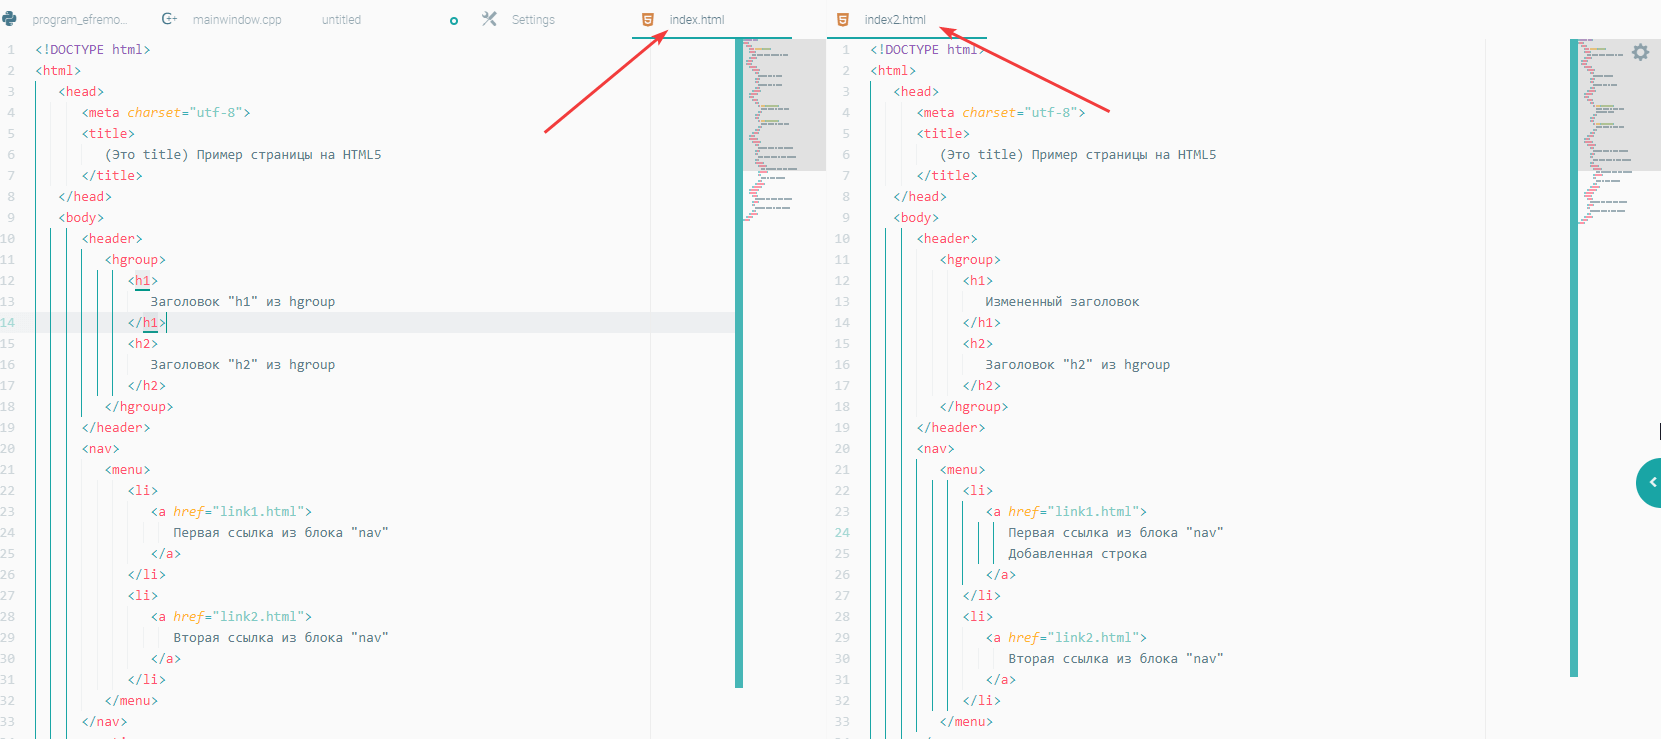 program_efremo...
mainwindow.cpp
untitled
Settings
index.html
1 <!DOCTYPE html>
2 <html>
3 <head>
4 <meta charset="utf-8">
5 <title>
6 (Это title) Пример страницы на HTML5
7 </title>
8 </head>
9 <body>
10 <header>
11 <hgroup>
12 <h1>
13 Заголовок "h1" из hgroup
14 </h1>
15 <h2>
16 Заголовок "h2" из hgroup
17 </h2>
18 </hgroup>
19 </header>
20 <nav>
21 <menu>
22 <li>
23 <a href="link1.html">
24 Первая ссылка из блока "nav"
25 </a>
26 </li>
27 <li>
28 <a href="link2.html">
29 Вторая ссылка из блока "nav"
30 </a>
31 </li>
32 </menu>
33 </nav>
index2.html
1 <!DOCTYPE html>
2 <html>
3 <head>
4 <meta charset="utf-8">
5 <title>
6 (Это title) Пример страницы на HTML5
7 </title>
8 </head>
9 <body>
10 <header>
11 <hgroup>
12 <h1>
13 Измененный заголовок
14 </h1>
15 <h2>
16 Заголовок "h2" из hgroup
17 </h2>
18 </hgroup>
19 </header>
20 <nav>
21 <menu>
22 <li>
23 <a href="link1.html">
24 Первая ссылка из блока "nav"
25 Добавленная строка
26 </a>
27 </li>
28 <li>
29 <a href="link2.html">
30 Вторая ссылка из блока "nav"
31 </a>
32 </li>
33 </menu>